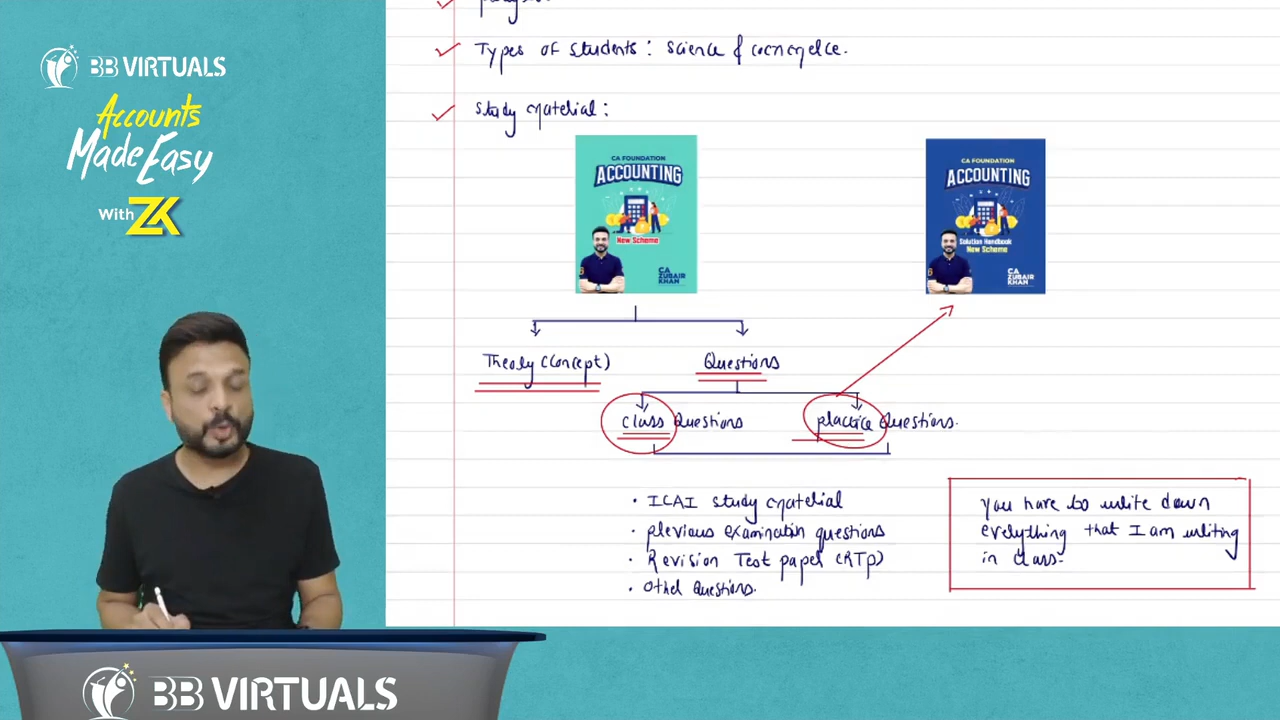 BB VIRTUALS
Accounts
Made Easy
With ZK
Types of students: Science & commerce.
Study material:
CA FOUNDATION
ACCOUNTING
New Scheme
CA
ZUBAIR
KHAN
CA FOUNDATION
ACCOUNTING
Solution Handbook
New Scheme
CA
ZUBAIR
KHAN
Theory (Concept)
Questions
class Questions
practice Questions.
• ICAI study material
• previous examination questions
• Revision Test paper (RTP)
• other Questions.
you have to write down
everything that I am writing
in class.
BB VIRTUALS